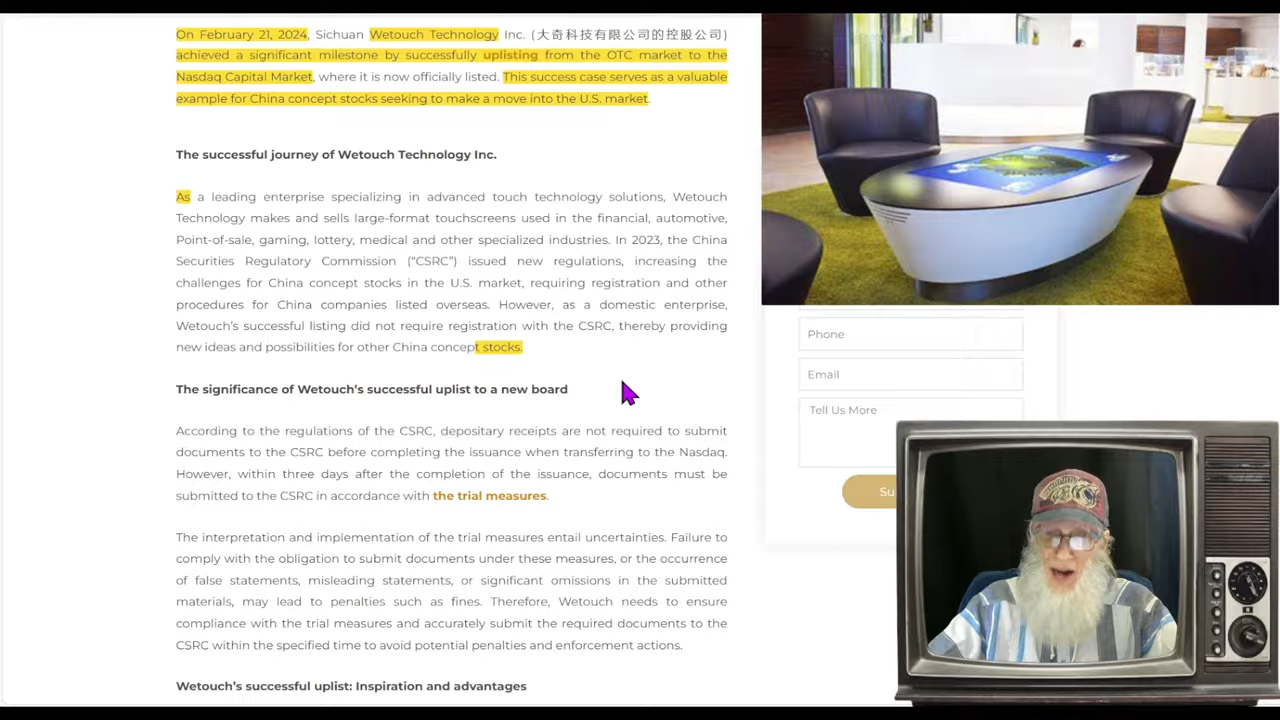 On February 21, 2024, Sichuan Wetouch Technology Inc. (大奇科技有限公司的控股公司)
achieved a significant milestone by successfully uplisting from the OTC market to the
Nasdaq Capital Market, where it is now officially listed. This success case serves as a valuable
example for China concept stocks seeking to make a move into the U.S. market.
The successful journey of Wetouch Technology Inc.
As a leading enterprise specializing in advanced touch technology solutions, Wetouch
Technology makes and sells large-format touchscreens used in the financial, automotive,
Point-of-sale, gaming, lottery, medical and other specialized industries. In 2023, the China
Securities Regulatory Commission (“CSRC”) issued new regulations, increasing the
challenges for China concept stocks in the U.S. market, requiring registration and other
procedures for China companies listed overseas. However, as a domestic enterprise,
Wetouch’s successful listing did not require registration with the CSRC, thereby providing
new ideas and possibilities for other China concept stocks.
The significance of Wetouch’s successful uplist to a new board
According to the regulations of the CSRC, depositary receipts are not required to submit
documents to the CSRC before completing the issuance when transferring to the Nasdaq.
However, within three days after the completion of the issuance, documents must be
submitted to the CSRC in accordance with the trial measures.
The interpretation and implementation of the trial measures entail uncertainties. Failure to
comply with the obligation to submit documents under these measures, or the occurrence
of false statements, misleading statements, or significant omissions in the submitted
materials, may lead to penalties such as fines. Therefore, Wetouch needs to ensure
compliance with the trial measures and accurately submit the required documents to the
CSRC within the specified time to avoid potential penalties and enforcement actions.
Wetouch’s successful uplist: Inspiration and advantages
Phone
Email
Tell Us More
Su